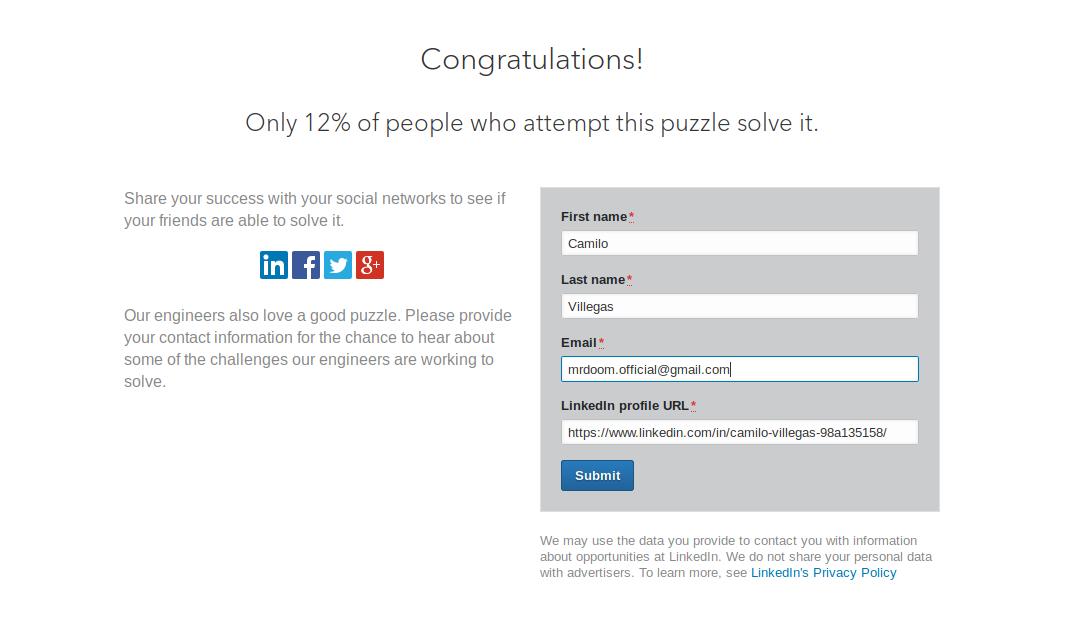 Congratulations!
Only 12% of people who attempt this puzzle solve it.
Share your success with your social networks to see if
your friends are able to solve it.
in f g+
Our engineers also love a good puzzle. Please provide
your contact information for the chance to hear about
some of the challenges our engineers are working to
solve.
First name*
Camilo
Last name*
Villegas
Email*
mrdoom.official@gmail.com
LinkedIn profile URL*
https://www.linkedin.com/in/camilo-villegas-98a135158/
Submit
We may use the data you provide to contact you with information
about opportunities at LinkedIn. We do not share your personal data
with advertisers. To learn more, see LinkedIn's Privacy Policy